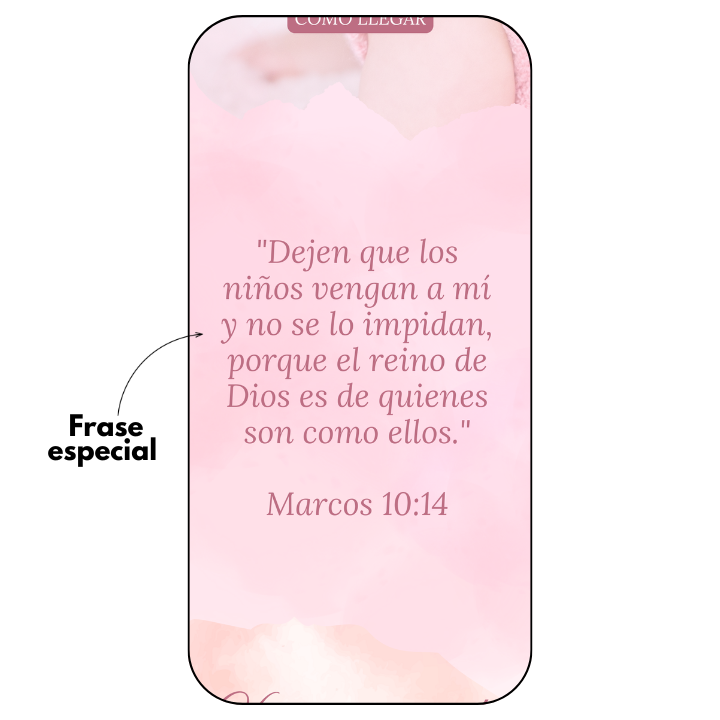 COMO LLEGAR
"Dejen que los
niños vengan a mí
y no se lo impidan,
porque el reino de
Dios es de quienes
son como ellos."
Marcos 10:14
Frase
especial